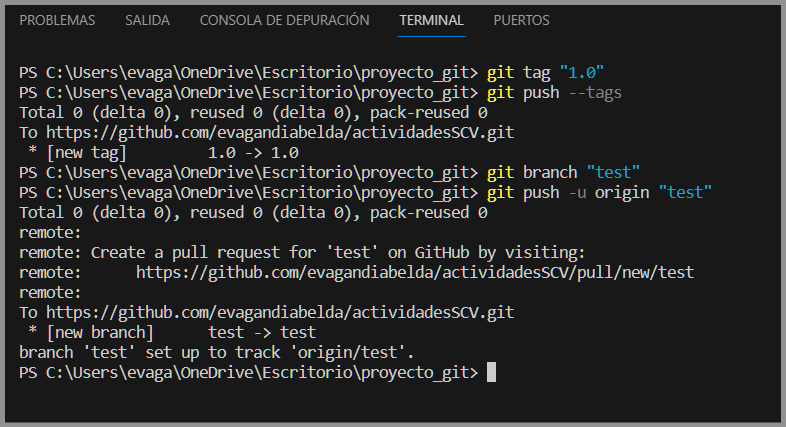 PROBLEMAS SALIDA CONSOLA DE DEPURACIÓN TERMINAL PUERTOS
PS C:\Users\evaga\OneDrive\Escritorio\proyecto_git> git tag "1.0"
PS C:\Users\evaga\OneDrive\Escritorio\proyecto_git> git push --tags
Total 0 (delta 0), reused 0 (delta 0), pack-reused 0
To https://github.com/evagandiabelda/actividadesSCV.git
 * [new tag]         1.0 -> 1.0
PS C:\Users\evaga\OneDrive\Escritorio\proyecto_git> git branch "test"
PS C:\Users\evaga\OneDrive\Escritorio\proyecto_git> git push -u origin "test"
Total 0 (delta 0), reused 0 (delta 0), pack-reused 0
remote:
remote: Create a pull request for 'test' on GitHub by visiting:
remote:      https://github.com/evagandiabelda/actividadesSCV/pull/new/test
remote:
To https://github.com/evagandiabelda/actividadesSCV.git
 * [new branch]      test -> test
branch 'test' set up to track 'origin/test'.
PS C:\Users\evaga\OneDrive\Escritorio\proyecto_git>